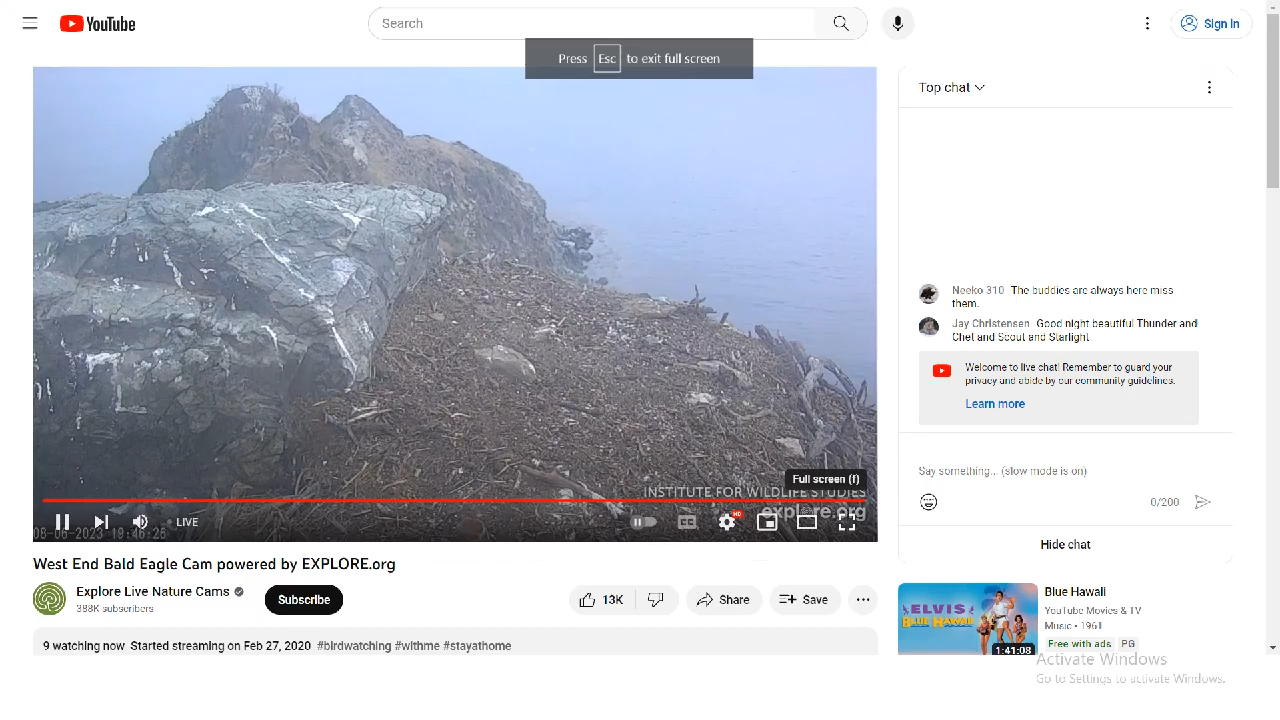 YouTube
Search
Sign in
Press Esc to exit full screen
Top chat
Neeko 310 The buddies are always here miss
them.
Jay Christensen Good night beautiful Thunder and
Chet and Scout and Starlight
Welcome to live chat! Remember to guard your
privacy and abide by our community guidelines.
Learn more
Say something... (slow mode is on)
0/200
Hide chat
Full screen (f)
INSTITUTE FOR WILDLIFE STUDIES
explore.org
LIVE
CC
HD
08-06-2023 19:46:26
West End Bald Eagle Cam powered by EXPLORE.org
Explore Live Nature Cams
388K subscribers
Subscribe
13K
Share
Save
9 watching now Started streaming on Feb 27, 2020 #birdwatching #withme #stayathome
ELVIS
BLUE HAWAII
1:41:08
Blue Hawaii
YouTube Movies & TV
Music • 1961
Free with ads PG
Activate Windows
Go to Settings to activate Windows.